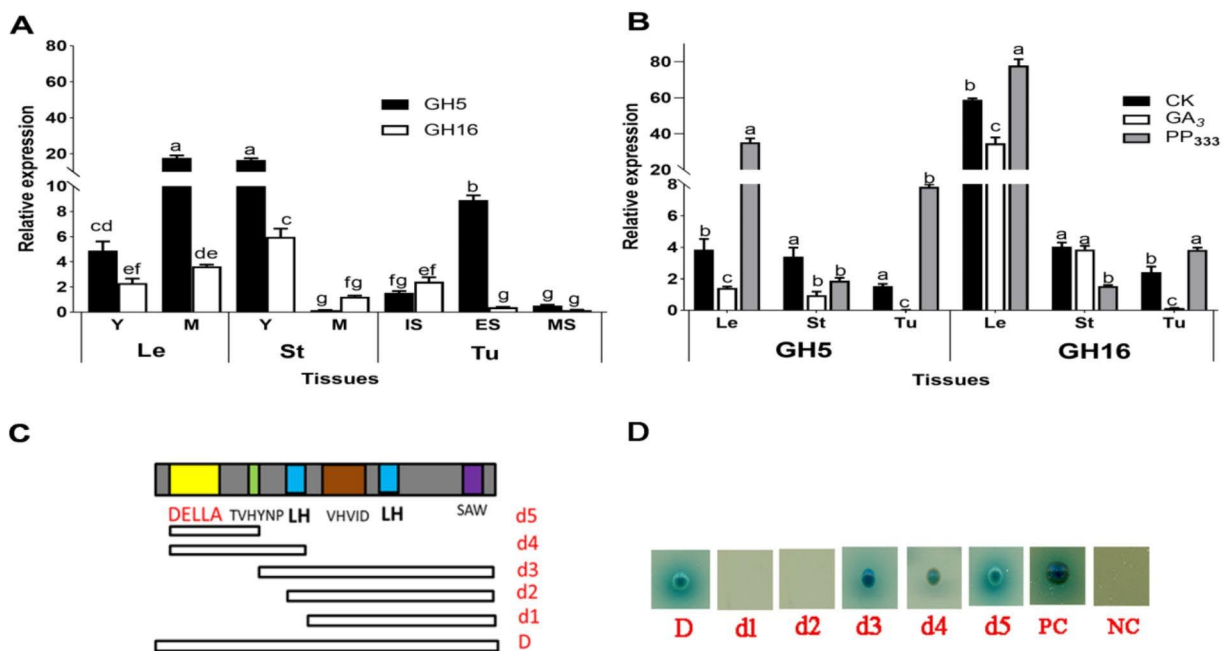 A
Relative expression
80
60
40
20
10
8
6
4
2
0
GH5
GH16
cd
ef
a
de
a
c
g
fg
fg
ef
b
g
g
g
Y M Y M IS ES MS
Le St Tu
Tissues
B
Relative expression
80
60
40
20
8
6
4
2
0
CK
GA3
PP333
b
c
a
a
b
b
a
c
b
b
c
a
a
a
b
b
c
a
Le St Tu Le St Tu
GH5 GH16
Tissues
C
DELLA TVHYNP LH VHVID LH SAW
d5
d4
d3
d2
d1
D
D
D d1 d2 d3 d4 d5 PC NC